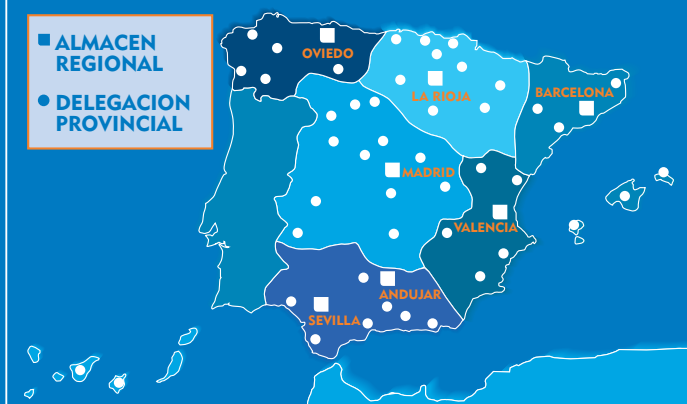 ALMACEN
REGIONAL
DELEGACION
PROVINCIAL
OVIEDO
LA RIOJA
BARCELONA
MADRID
VALENCIA
ANDUJAR
SEVILLA